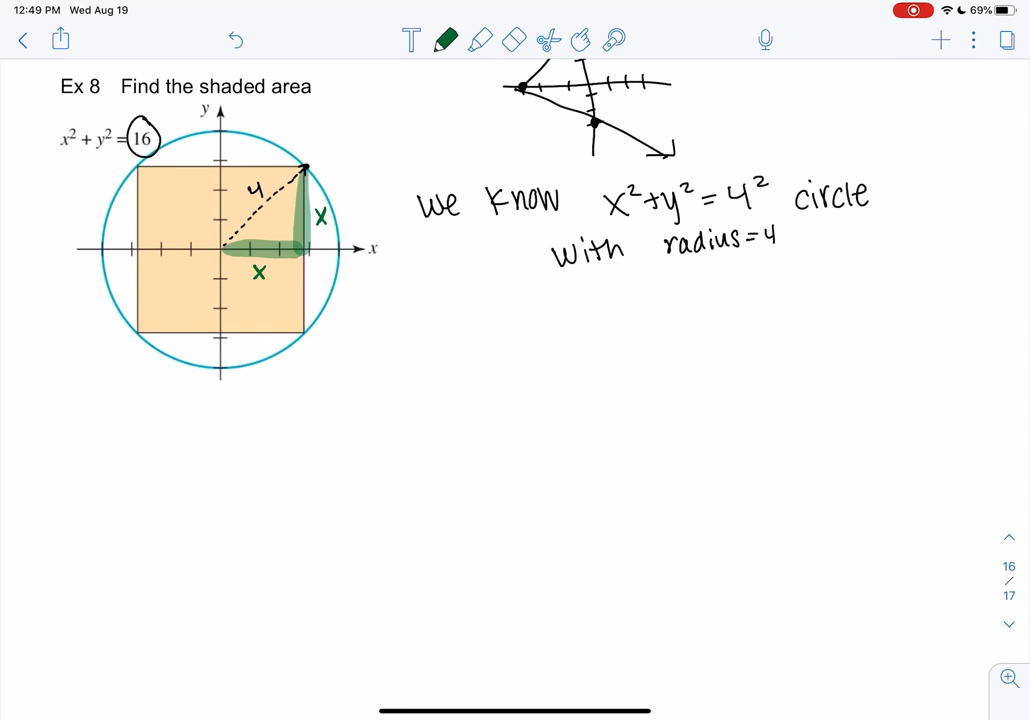 12:49 PM Wed Aug 19
69%
T
Ex 8 Find the shaded area
y
x² + y² = 16
4
x
x
x
we know x² + y² = 4² circle
with radius = 4
16
/
17